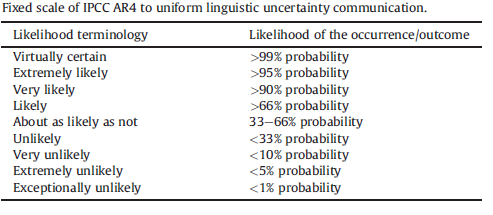 Fixed scale of IPCC AR4 to uniform linguistic uncertainty communication.
Likelihood terminology Likelihood of the occurrence/outcome
Virtually certain >99% probability
Extremely likely >95% probability
Very likely >90% probability
Likely >66% probability
About as likely as not 33–66% probability
Unlikely <33% probability
Very unlikely <10% probability
Extremely unlikely <5% probability
Exceptionally unlikely <1% probability